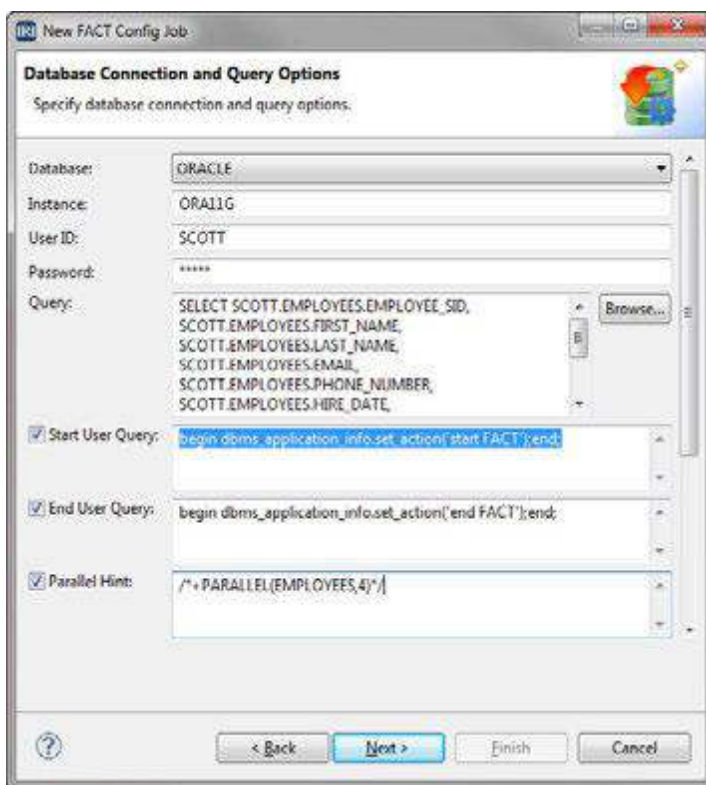 IRI New FACT Config Job
Database Connection and Query Options
Specify database connection and query options.
Database: ORACLE
Instance: ORA11G
User ID: SCOTT
Password: *****
Query: SELECT SCOTT.EMPLOYEES.EMPLOYEE_SID, Browse...
SCOTT.EMPLOYEES.FIRST_NAME,
SCOTT.EMPLOYEES.LAST_NAME,
SCOTT.EMPLOYEES.EMAIL,
SCOTT.EMPLOYEES.PHONE_NUMBER,
SCOTT.EMPLOYEES.HIRE_DATE,
Start User Query: begin dbms_application_info.set_action('start FACT');end;
End User Query: begin dbms_application_info.set_action('end FACT');end;
Parallel Hint: /*+PARALLEL(EMPLOYEES,4)*/
? < Back Next > Finish Cancel